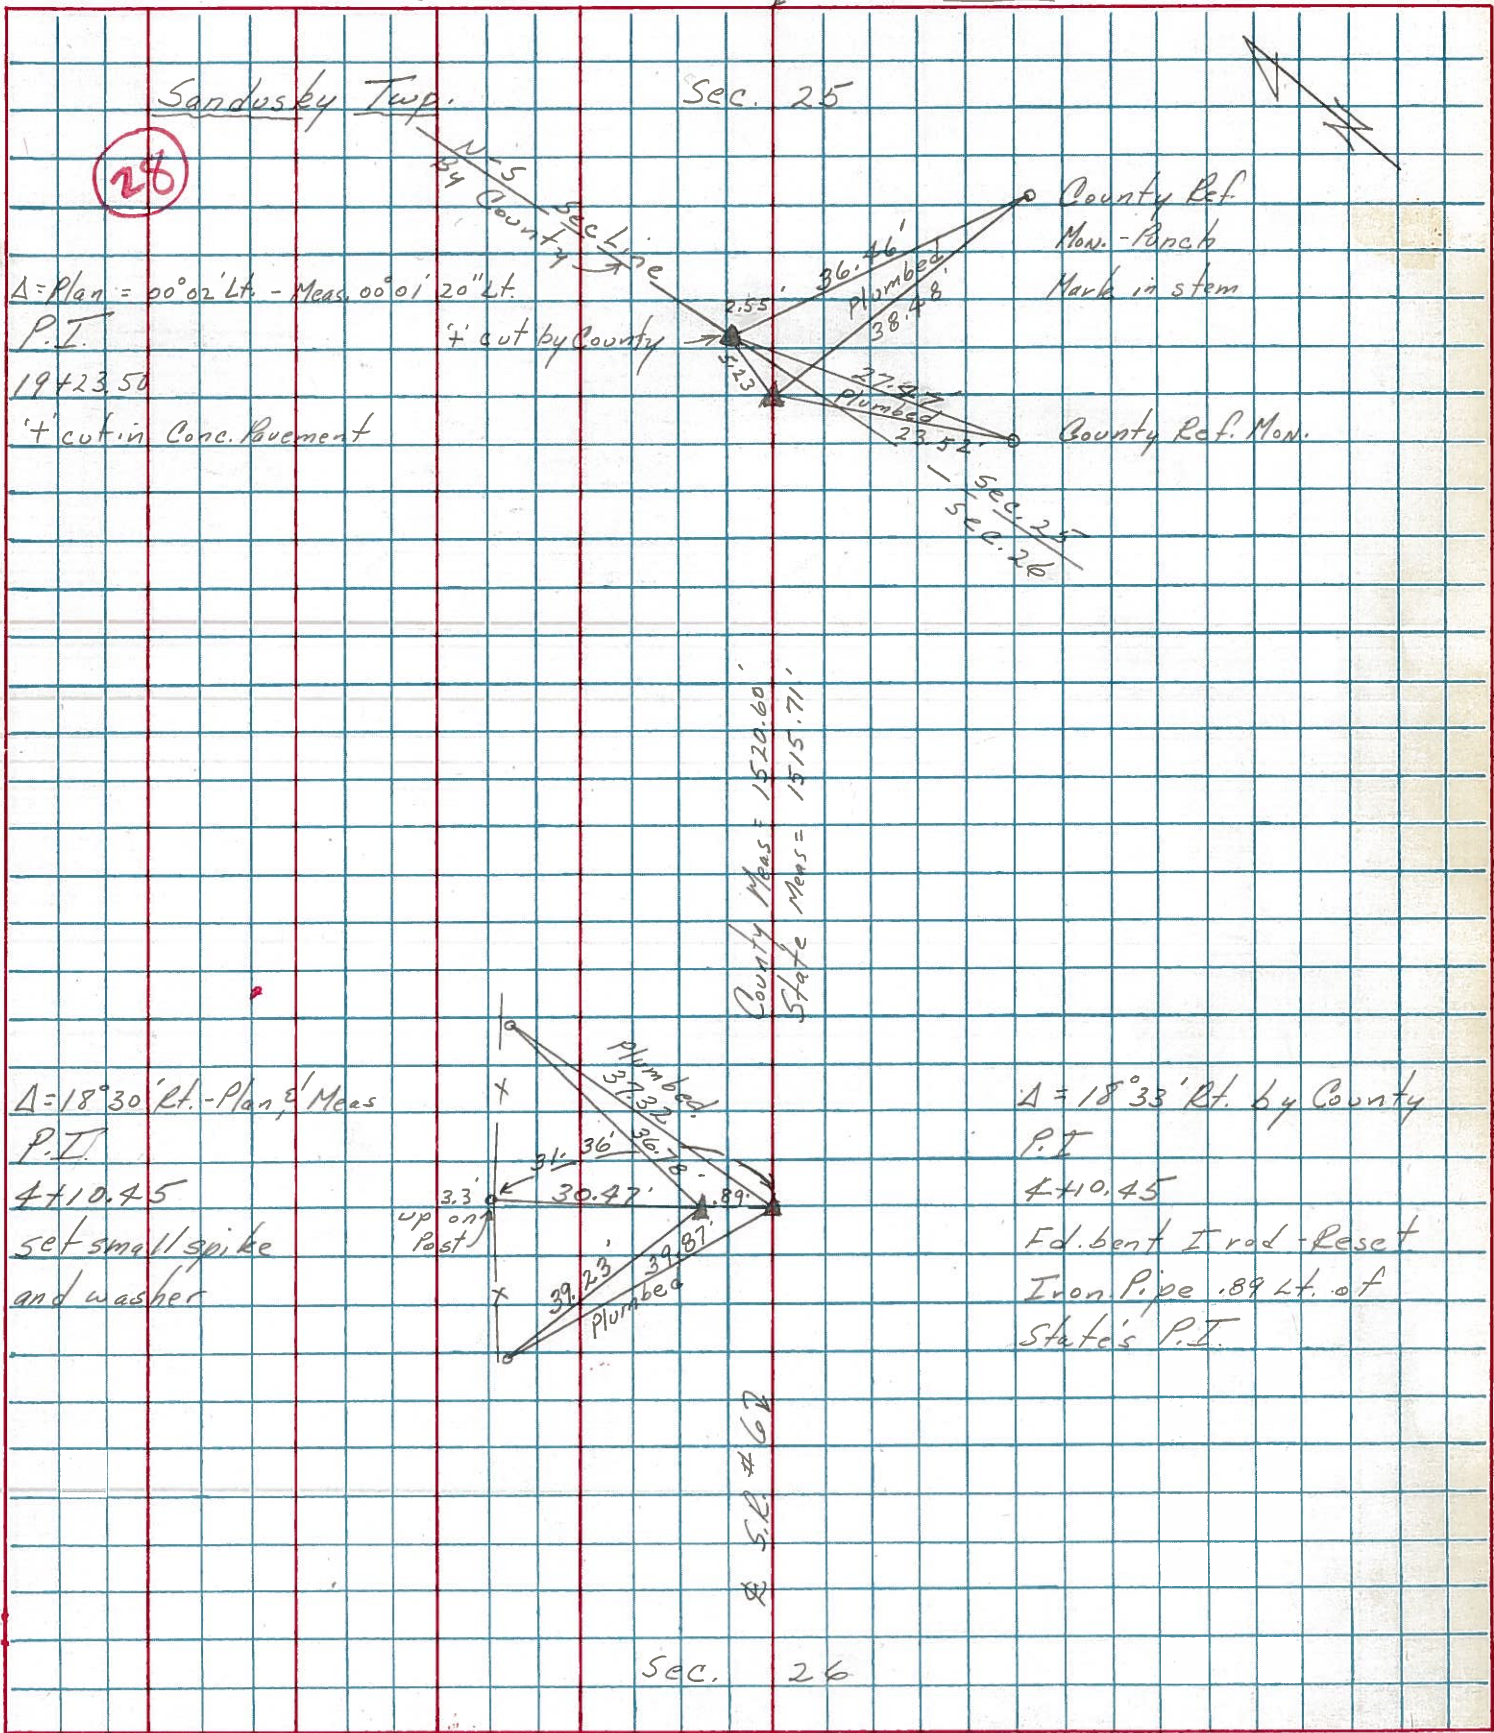 Sandusky Twp.
Sec. 25
28
N-S Sec Line
By County
County Ref.
Mon. - Punch
Mark in stem
36.46'
Plumbed
38.48'
Δ = Plan = 00°02' Lt. - Meas. 00°01'20" Lt.
P.I.
19+23.50
'+' cut in Conc. Pavement
2.55'
'+' cut by County
5.23
27.47'
Plumbed
23.52'
County Ref. Mon.
Sec. 25
Sec. 26
County Meas = 1520.60'
State Meas = 1515.71'
Plumbed
37.32
36.78'
31.36'
30.47'
.89'
3.3'
up on
Post
39.23'
39.87'
Plumbed
X
X
Δ = 18°30' Rt. - Plan, & Meas
P.I.
4+10.45
set small spike
and washer
Δ = 18°33' Rt. by County
P.I
4+10.45
Fd. bent I rod - Reset
Iron Pipe .89 Lt. of
State's P.I.
℄ S.R. # 67
Sec. 26